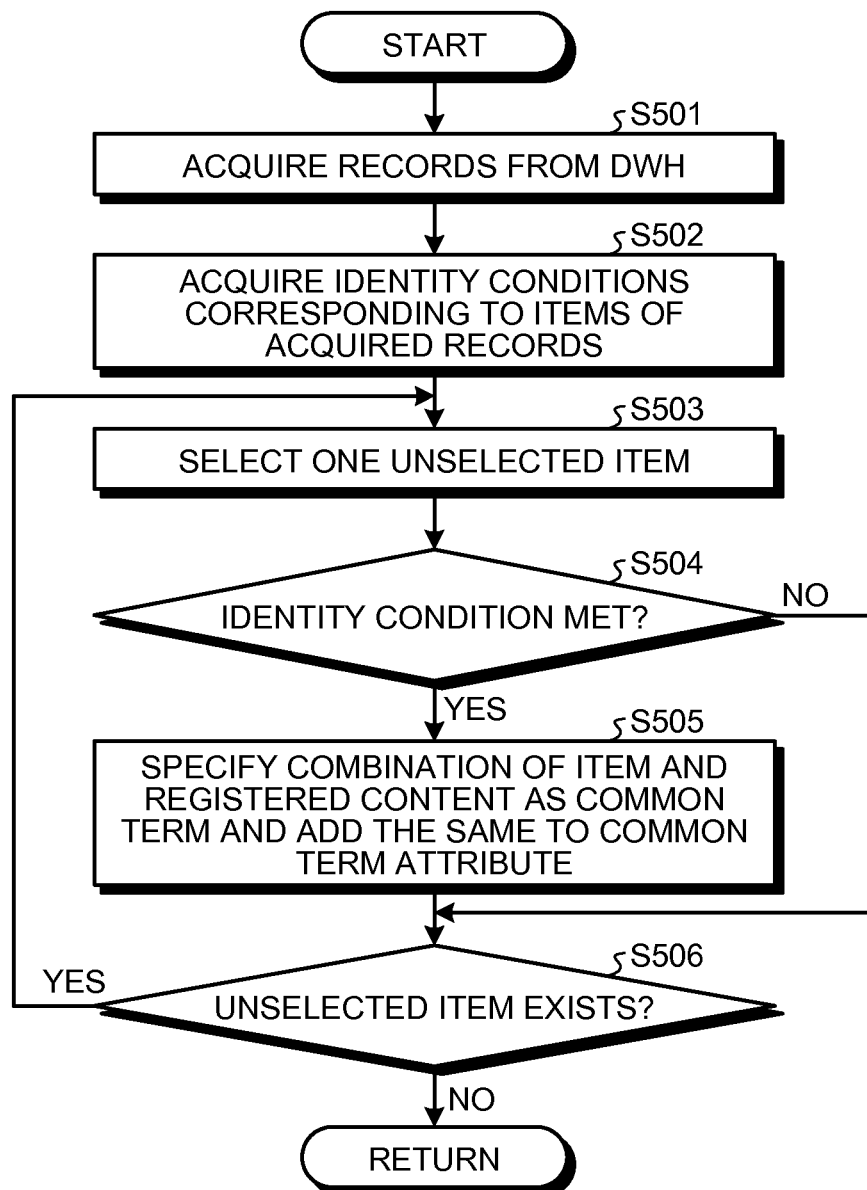 START
S501
ACQUIRE RECORDS FROM DWH
S502
ACQUIRE IDENTITY CONDITIONS
CORRESPONDING TO ITEMS OF
ACQUIRED RECORDS
S503
SELECT ONE UNSELECTED ITEM
S504
NO
IDENTITY CONDITION MET?
YES
S505
SPECIFY COMBINATION OF ITEM AND
REGISTERED CONTENT AS COMMON
TERM AND ADD THE SAME TO COMMON
TERM ATTRIBUTE
S506
YES
UNSELECTED ITEM EXISTS?
NO
RETURN